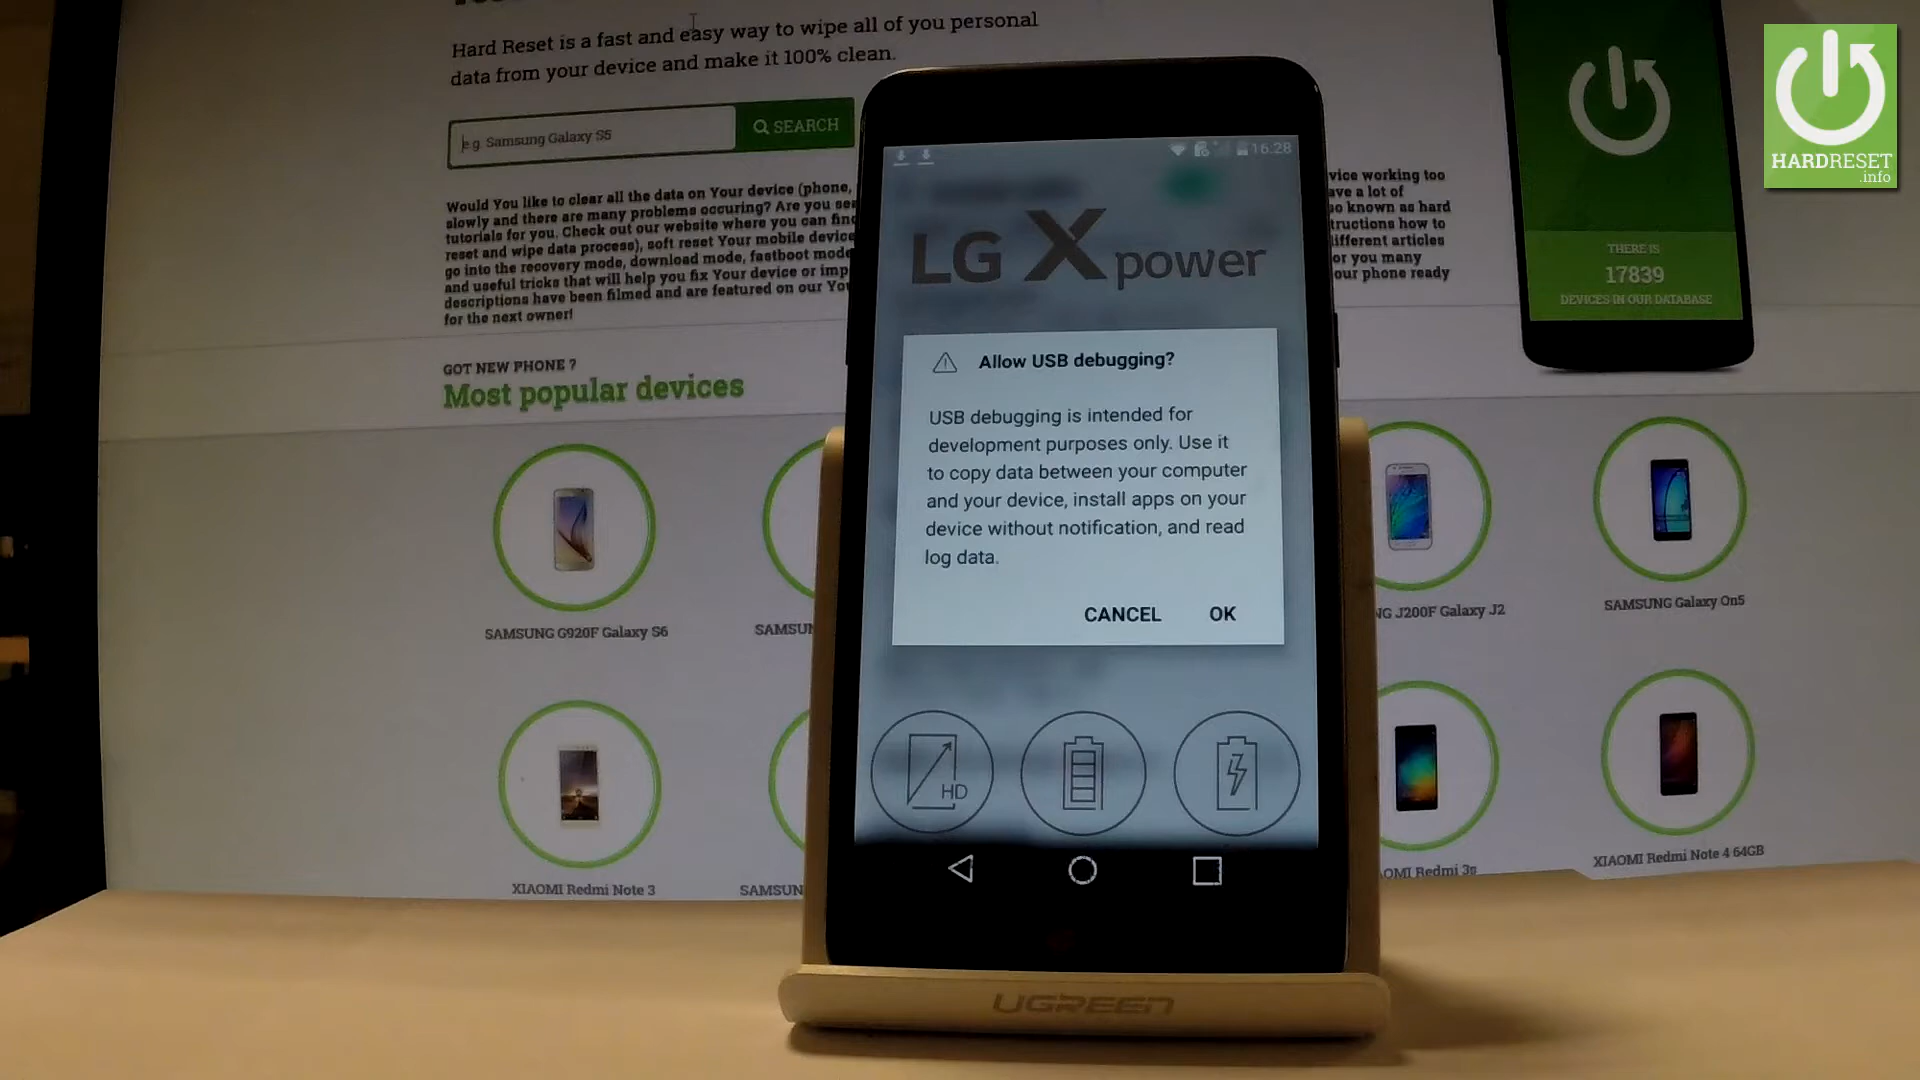 Hard Reset is a fast and easy way to wipe all of you personal
data from your device and make it 100% clean.
e.g. Samsung Galaxy S5
SEARCH
Would You like to clear all the data on Your device (phone,
slowly and there are many problems occuring? Are you
tutorials for you. Check out our website where you can find
reset and wipe data process), soft reset Your mobile device
go into the recovery mode, download mode, fastboot mode
and useful tricks that will help you fix Your device or
descriptions have been filmed and are featured on our
for the next owner!
working too
have a lot of
known as hard
how to
different articles
or you many
our phone ready
GOT NEW PHONE ?
Most popular devices
SAMSUNG G920F Galaxy S6
J200F Galaxy J2
SAMSUNG Galaxy On5
XIAOMI Redmi Note 3
XIAOMI Redmi Note 4 64GB
THERE IS
17839
DEVICES IN OUR DATABASE
HARDRESET
.info
16:28
LG X power
Allow USB debugging?
USB debugging is intended for
development purposes only. Use it
to copy data between your computer
and your device, install apps on your
device without notification, and read
log data.
CANCEL OK
HD
UGREEN